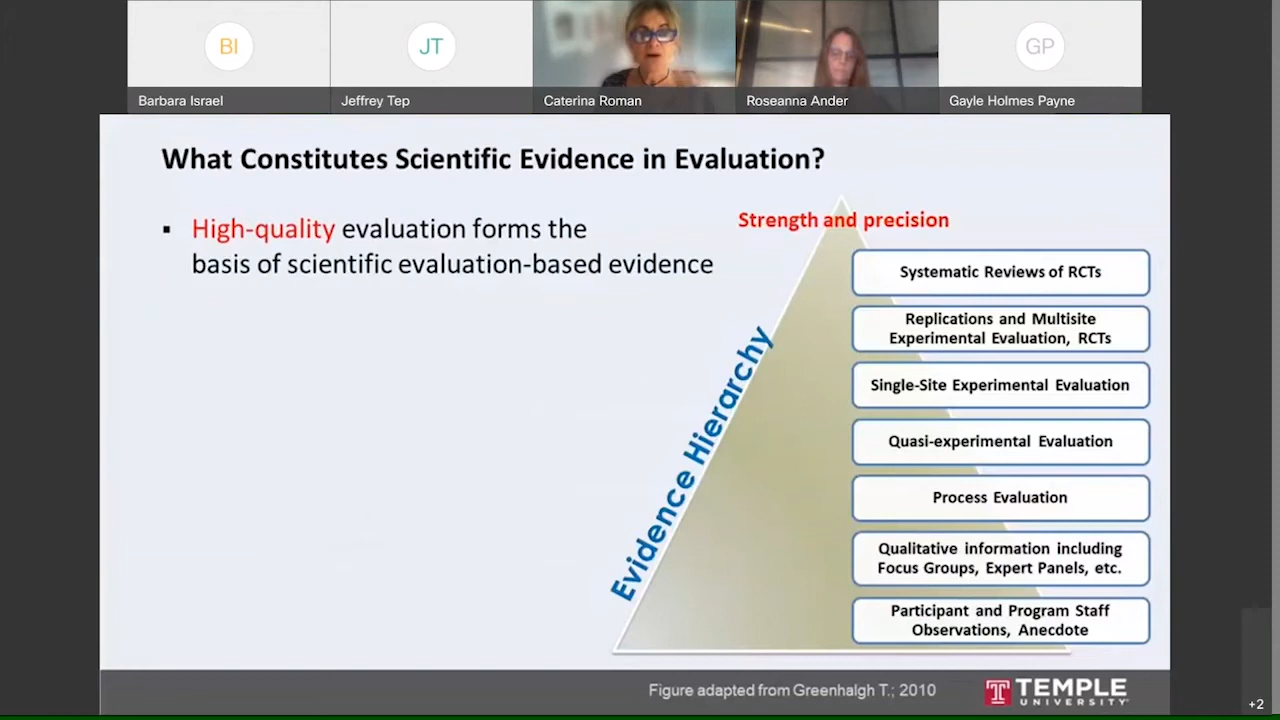 BI
JT
GP
Barbara Israel
Jeffrey Tep
Caterina Roman
Roseanna Ander
Gayle Holmes Payne
What Constitutes Scientific Evidence in Evaluation?
▪ High-quality evaluation forms the
basis of scientific evaluation-based evidence
Strength and precision
Evidence Hierarchy
Systematic Reviews of RCTs
Replications and Multisite
Experimental Evaluation, RCTs
Single-Site Experimental Evaluation
Quasi-experimental Evaluation
Process Evaluation
Qualitative information including
Focus Groups, Expert Panels, etc.
Participant and Program Staff
Observations, Anecdote
Figure adapted from Greenhalgh T.; 2010
TEMPLE
UNIVERSITY
+2